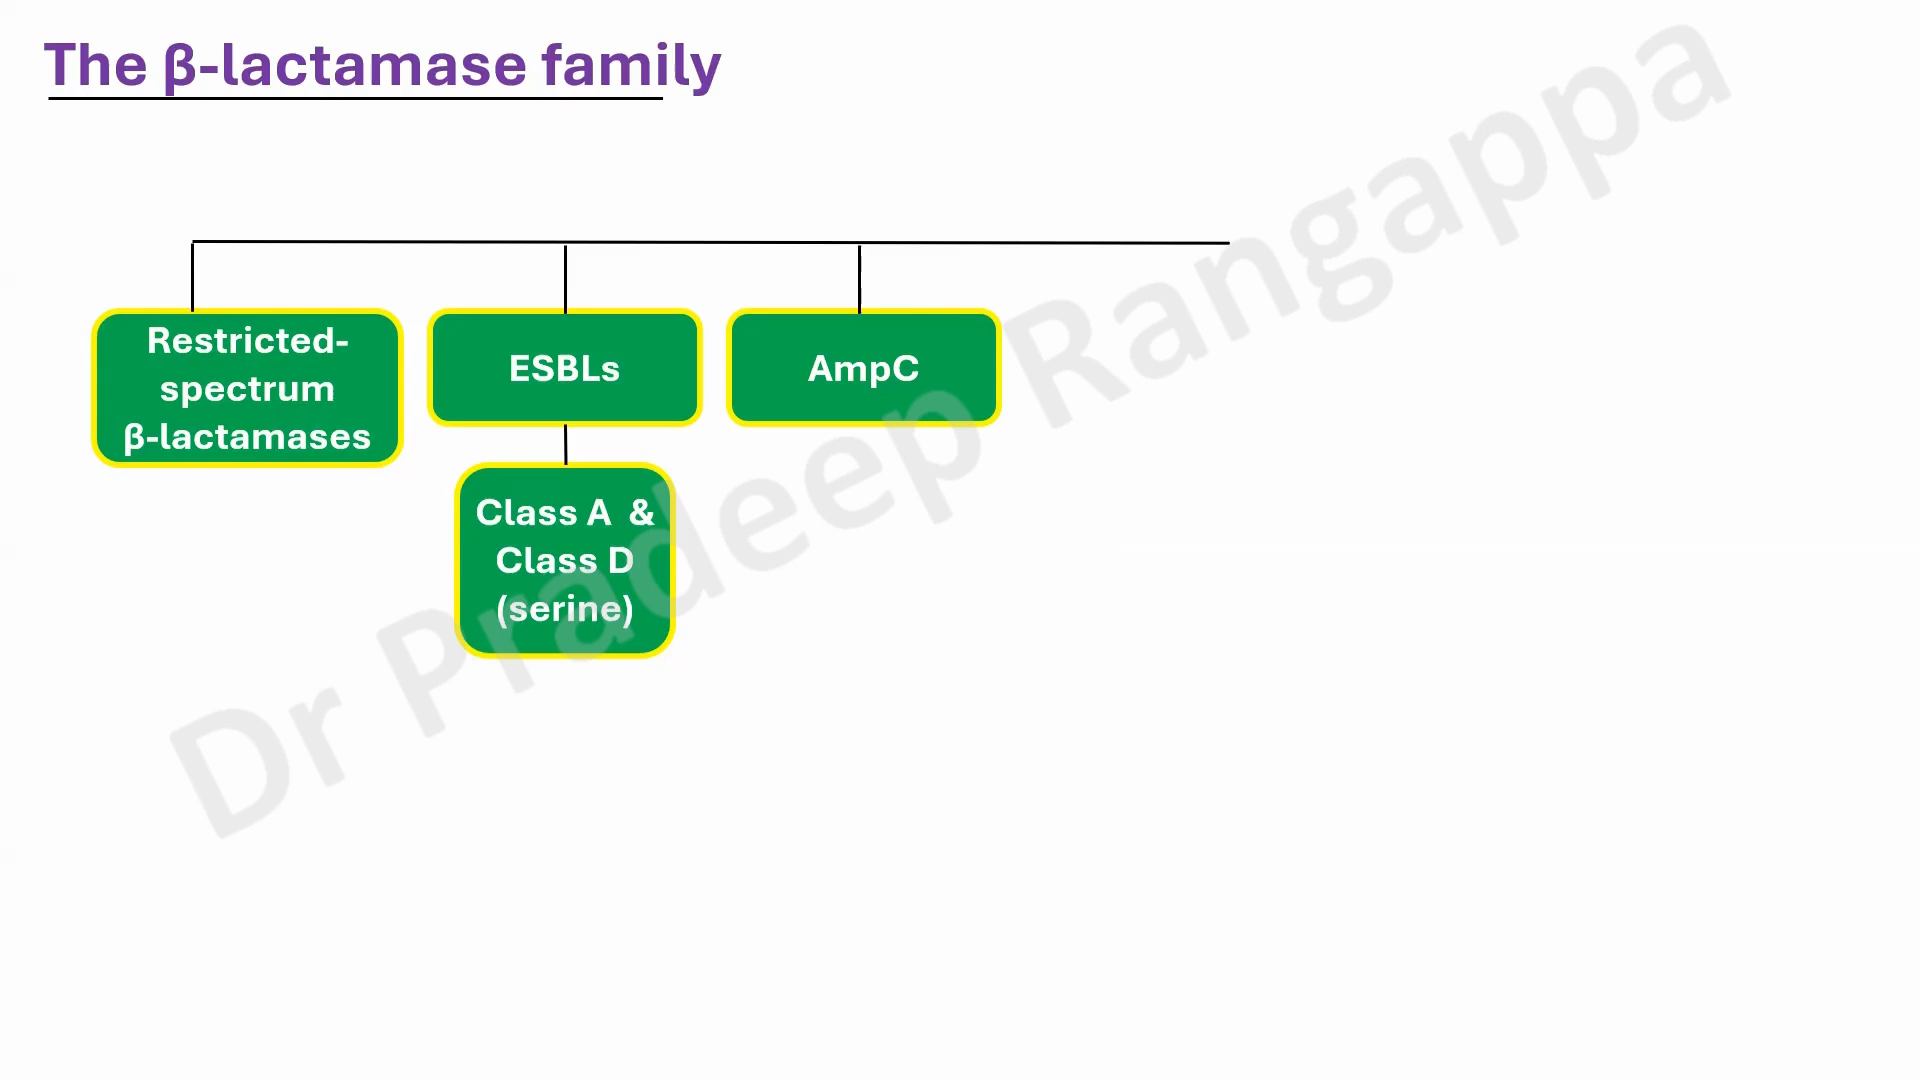 The β-lactamase family
Restricted-
spectrum
β-lactamases
ESBLs
AmpC
Class A  &
Class D
(serine)
Dr Pradeep Rangappa